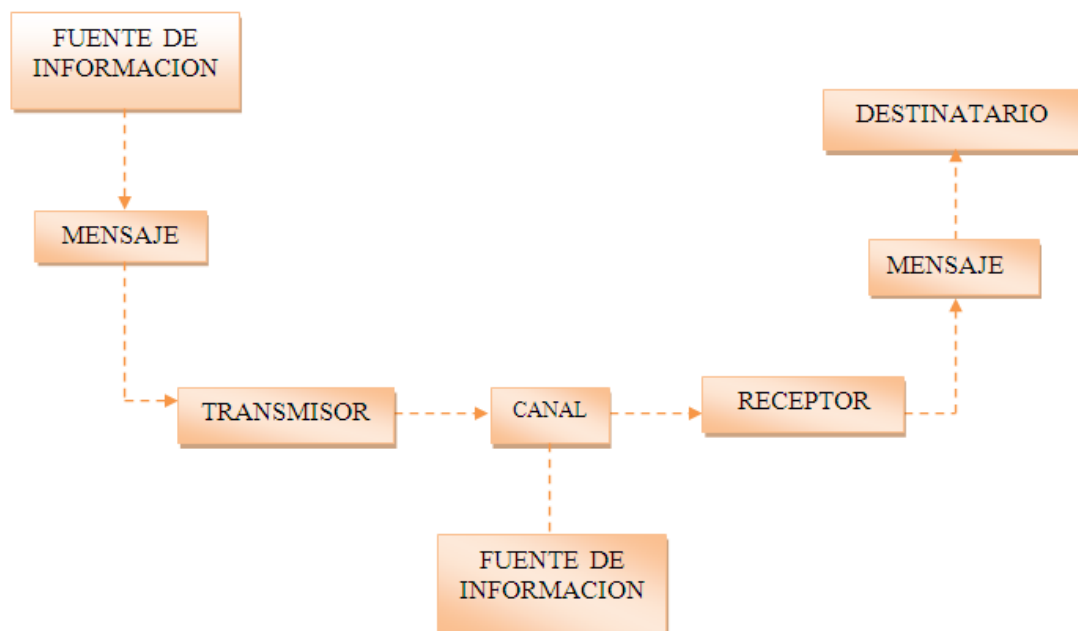 FUENTE DE
INFORMACION
DESTINATARIO
MENSAJE
MENSAJE
TRANSMISOR
CANAL
RECEPTOR
FUENTE DE
INFORMACION